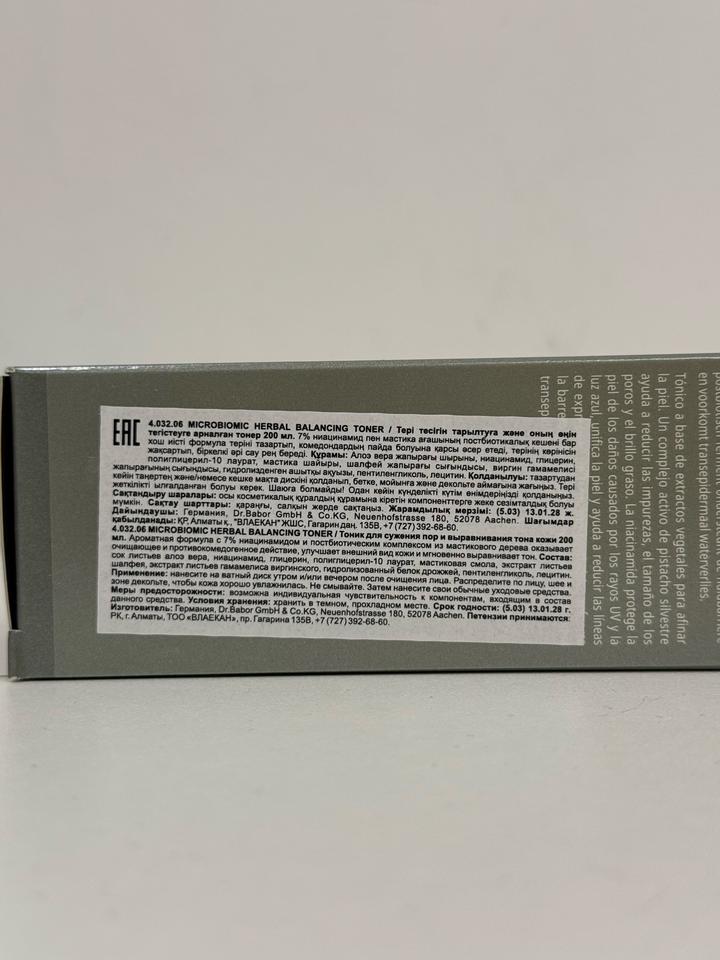 EAC
4.032.06 MICROBIOMIC HERBAL BALANCING TONER / Тері тесігін тарылтуға және оның өңін
тегістеуге арналған тонер 200 мл. 7% ниацинамид пен мастика ағашының постбиотикалық кешені бар
хош иісті формула теріні тазартып, комедондардың пайда болуына қарсы әсер етеді, терінің көрінісін
жақсартып, біркелкі әрі сау рең береді. Құрамы: Алоэ вера жапырағы шырыны, ниацинамид, глицерин,
полиглицерил-10 лаурат, мастика шайыры, шалфей жапырағы сығындысы, виргин гамамелисі
жапырағының сығындысы, гидролизденген ашытқы ақуызы, пентиленгликоль, лецитин. Қолданылуы: тазартудан
кейін таңертең және/немесе кешке мақта дискіні қолданып, бетке, мойынға және декольте аймағына жағыңыз. Тері
жеткілікті ылғалданған болуы керек. Шаюға болмайды! Одан кейін күнделікті күтім өнімдеріңізді қолданыңыз.
Сақтандыру шаралары: осы косметикалық құралдың құрамына кіретін компоненттерге сезімталдық болуы
мүмкін. Сақтау шарттары: қараңғы, салқын жерде сақтаңыз. Жарамдылық мерзімі: (5.03) 13.01.28 ж.
Дайындаушы: Германия, Dr.Babor GmbH & Co.KG, Neuenhofstrasse 180, 52078 Aachen. Шағымдар
қабылданады: ҚР, Алматы қ., "ВЛАЕКАН" ЖШС, Гагарин даң, 135В, +7 (727) 392-68-60.
4.032.06 MICROBIOMIC HERBAL BALANCING TONER / Тоник для сужения пор и выравнивания тона кожи 200
мл. Ароматная формула с 7% ниацинамидом и постбиотическим комплексом из мастикового дерева оказывает
очищающее и противокомедогенное действие, улучшает внешний вид кожи и мгновенно выравнивает тон. Состав:
сок листьев алоэ вера, ниацинамид, глицерин, полиглицерил-10 лаурат, мастиковая смола, экстракт листьев
шалфея, экстракт листьев гамамелиса виргинского, гидролизованный белок дрожжей, пентиленгликоль, лецитин.
Применение: нанесите на ватный диск утром и/или вечером после очищения лица. Распределите по лицу, шее и
зоне декольте, чтобы кожа хорошо увлажнилась. Не смывайте. Затем нанесите свои обычные уходовые средства.
Меры предосторожности: возможна индивидуальная чувствительность к компонентам, входящим в состав
данного средства. Условия хранения: хранить в темном, прохладном месте. Срок годности: (5.03) 13.01.28 г.
Изготовитель: Германия, Dr.Babor GmbH & Co.KG, Neuenhofstrasse 180, 52078 Aachen. Петензии принимаются:
РК, г. Алматы, ТОО «ВЛАЕКАН», пр. Гагарина 135В, +7 (727) 392-68-60.
en voorkomt transepidermaal waterverlies.
Tónico a base de extractos vegetales para afinar
la piel. Un complejo activo de pistacho silvestre
ayuda a reducir las impurezas, el tamaño de los
poros y el brillo graso. La niacinamida protege la
piel de los daños causados por los rayos UV y la
luz azul, unifica la piel y ayuda a reducir las líneas
de expr
la barre
transep